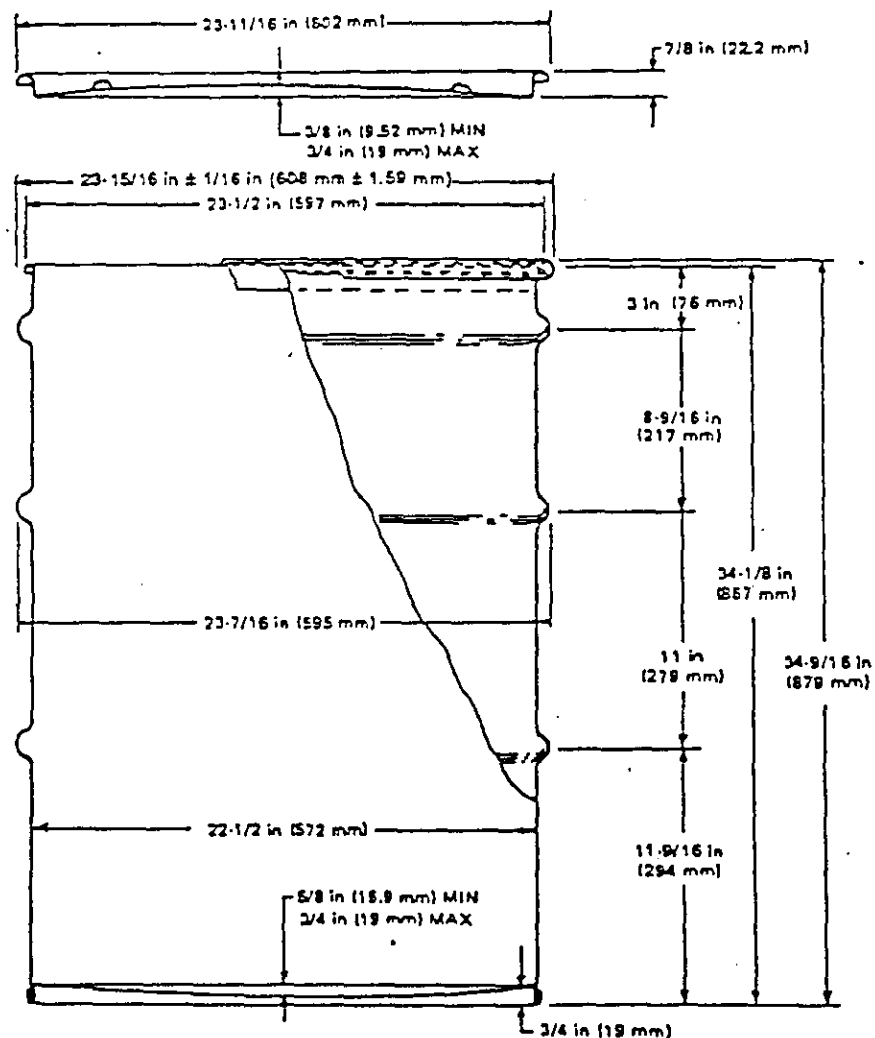 23-11/16 in (602 mm)
7/8 in (22.2 mm)
3/8 in (9.52 mm) MIN
3/4 in (19 mm) MAX
23-15/16 in ± 1/16 in (608 mm ± 1.59 mm)
23-1/2 in (597 mm)
3 in (76 mm)
8-9/16 in
(217 mm)
34-1/8 in
(867 mm)
23-7/16 in (595 mm)
11 in
(279 mm)
34-9/16 in
(879 mm)
22-1/2 in (572 mm)
11-9/16 in
(294 mm)
5/8 in (15.9 mm) MIN
3/4 in (19 mm) MAX
3/4 in (19 mm)